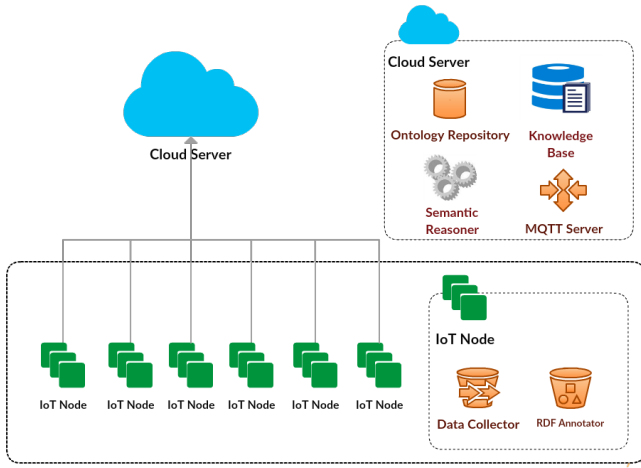 Cloud Server
Cloud Server
Ontology Repository
Knowledge
Base
Semantic
Reasoner
MQTT Server
IoT Node
IoT Node
IoT Node
IoT Node
IoT Node
IoT Node
IoT Node
Data Collector
RDF Annotator